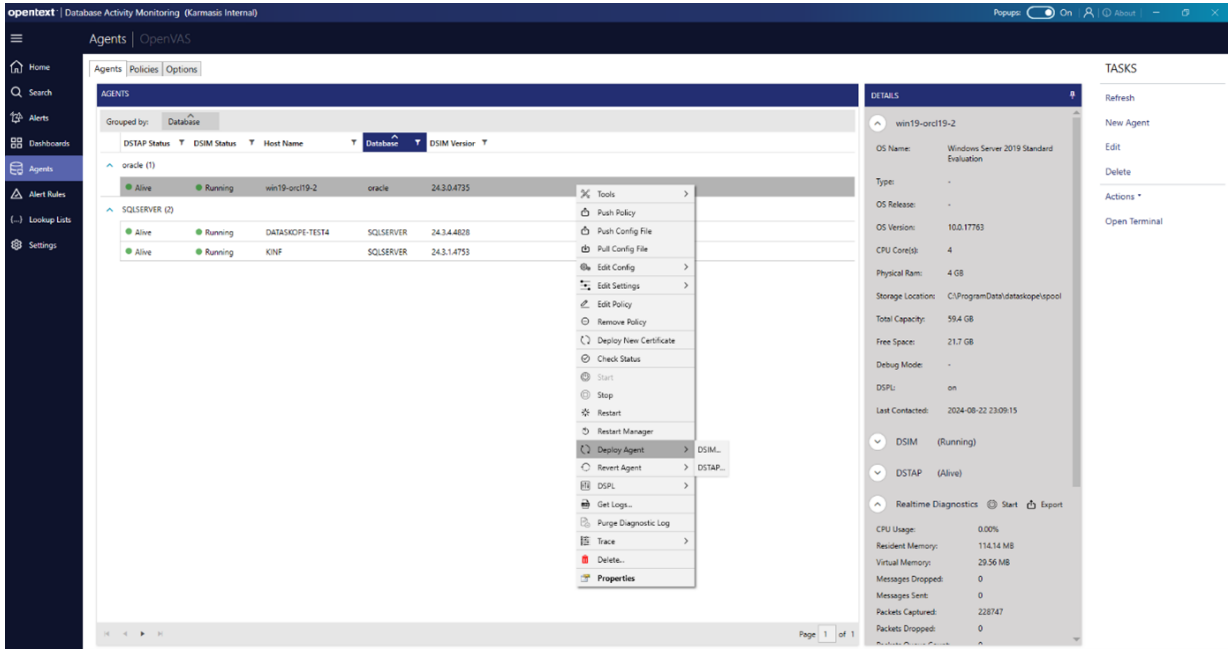 opentext | Database Activity Monitoring (Karmasis Internal)
Popups: On About
Agents | OpenVAS
Home
Search
Alerts
Dashboards
Agents
Alert Rules
Lookup Lists
Settings
Agents Policies Options
AGENTS
Grouped by: Database
DSTAP Status DSIM Status Host Name Database DSIM Version
oracle (1)
Alive Running win19-orcl19-2 oracle 24.3.0.4735
SQLSERVER (2)
Alive Running DATASKOPE-TEST4 SQLSERVER 24.3.4.4828
Alive Running KINF SQLSERVER 24.3.1.4753
Tools
Push Policy
Push Config File
Pull Config File
Edit Config
Edit Settings
Edit Policy
Remove Policy
Deploy New Certificate
Check Status
Start
Stop
Restart
Restart Manager
Deploy Agent
DSIM...
Revert Agent
DSTAP...
DSPL
Get Logs...
Purge Diagnostic Log
Trace
Delete...
Properties
Page 1 of 1
DETAILS
win19-orcl19-2
OS Name: Windows Server 2019 Standard
Evaluation
Type: -
OS Release: -
OS Version: 10.0.17763
CPU Core(s): 4
Physical Ram: 4 GB
Storage Location: C:\ProgramData\dataskope\spool
Total Capacity: 59.4 GB
Free Space: 21.7 GB
Debug Mode: -
DSPL: on
Last Contacted: 2024-08-22 23:09:15
DSIM (Running)
DSTAP (Alive)
Realtime Diagnostics Start Export
CPU Usage: 0.00%
Resident Memory: 114.14 MB
Virtual Memory: 29.56 MB
Messages Dropped: 0
Messages Sent: 0
Packets Captured: 228747
Packets Dropped: 0
TASKS
Refresh
New Agent
Edit
Delete
Actions
Open Terminal